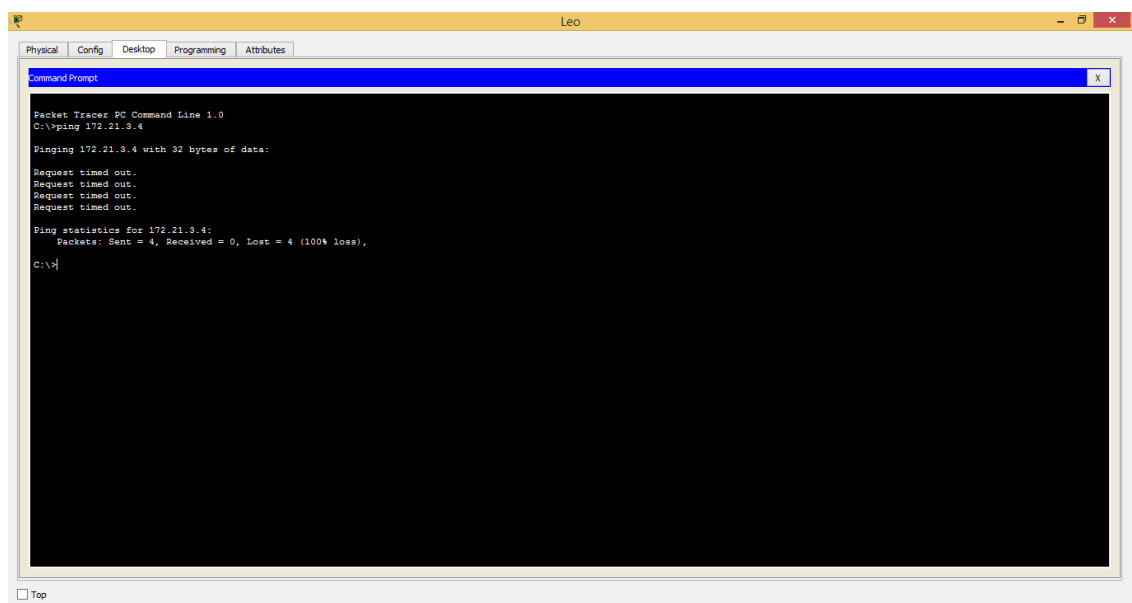 Leo
Physical Config Desktop Programming Attributes
Command Prompt
X
Packet Tracer PC Command Line 1.0
C:\>ping 172.21.3.4
Pinging 172.21.3.4 with 32 bytes of data:
Request timed out.
Request timed out.
Request timed out.
Request timed out.
Ping statistics for 172.21.3.4:
Packets: Sent = 4, Received = 0, Lost = 4 (100% loss),
C:\>
Top